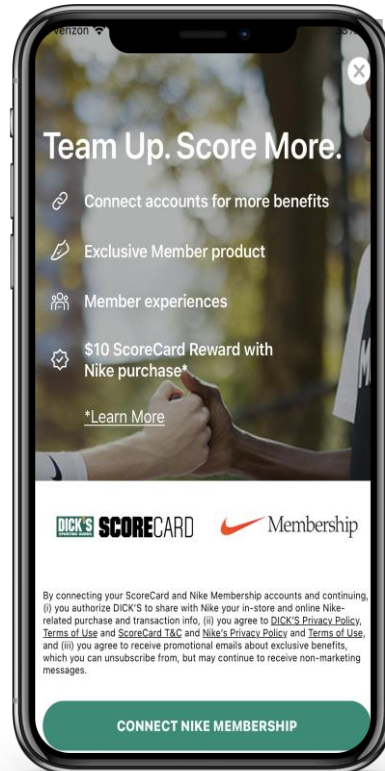 Verizon
Team Up. Score More.
Connect accounts for more benefits
Exclusive Member product
Member experiences
$10 ScoreCard Reward with
Nike purchase*
*Learn More
DICK'S SPORTING GOODS SCORECARD Membership
By connecting your ScoreCard and Nike Membership accounts and continuing,
(i) you authorize DICK'S to share with Nike your in-store and online Nike-
related purchase and transaction info, (ii) you agree to DICK'S Privacy Policy,
Terms of Use and ScoreCard T&C and Nike's Privacy Policy and Terms of Use,
and (iii) you agree to receive promotional emails about exclusive benefits,
which you can unsubscribe from, but may continue to receive non-marketing
messages.
CONNECT NIKE MEMBERSHIP